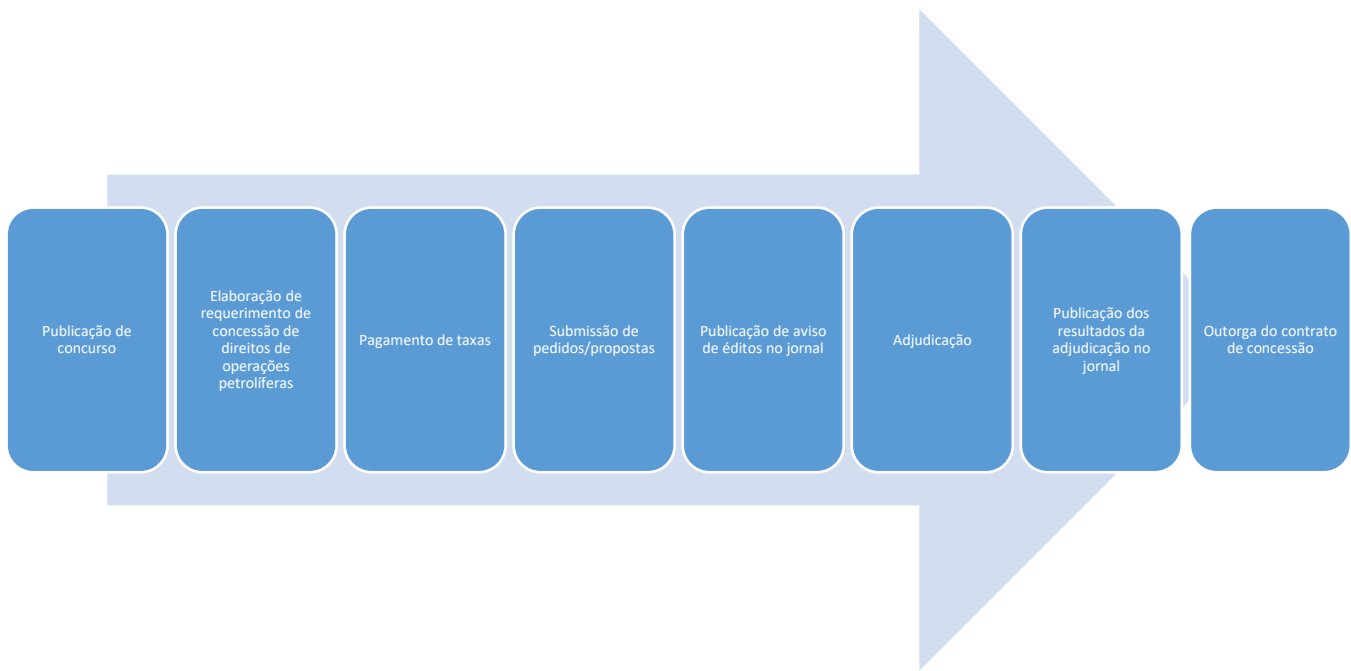 Publicação de
concurso
Elaboração de
requerimento de
concessão de
direitos de
operações
petrolíferas
Pagamento de taxas
Submissão de
pedidos/propostas
Publicação de aviso
de éditos no jornal
Adjudicação
Publicação dos
resultados da
adjudicação no
jornal
Outorga do contrato
de concessão